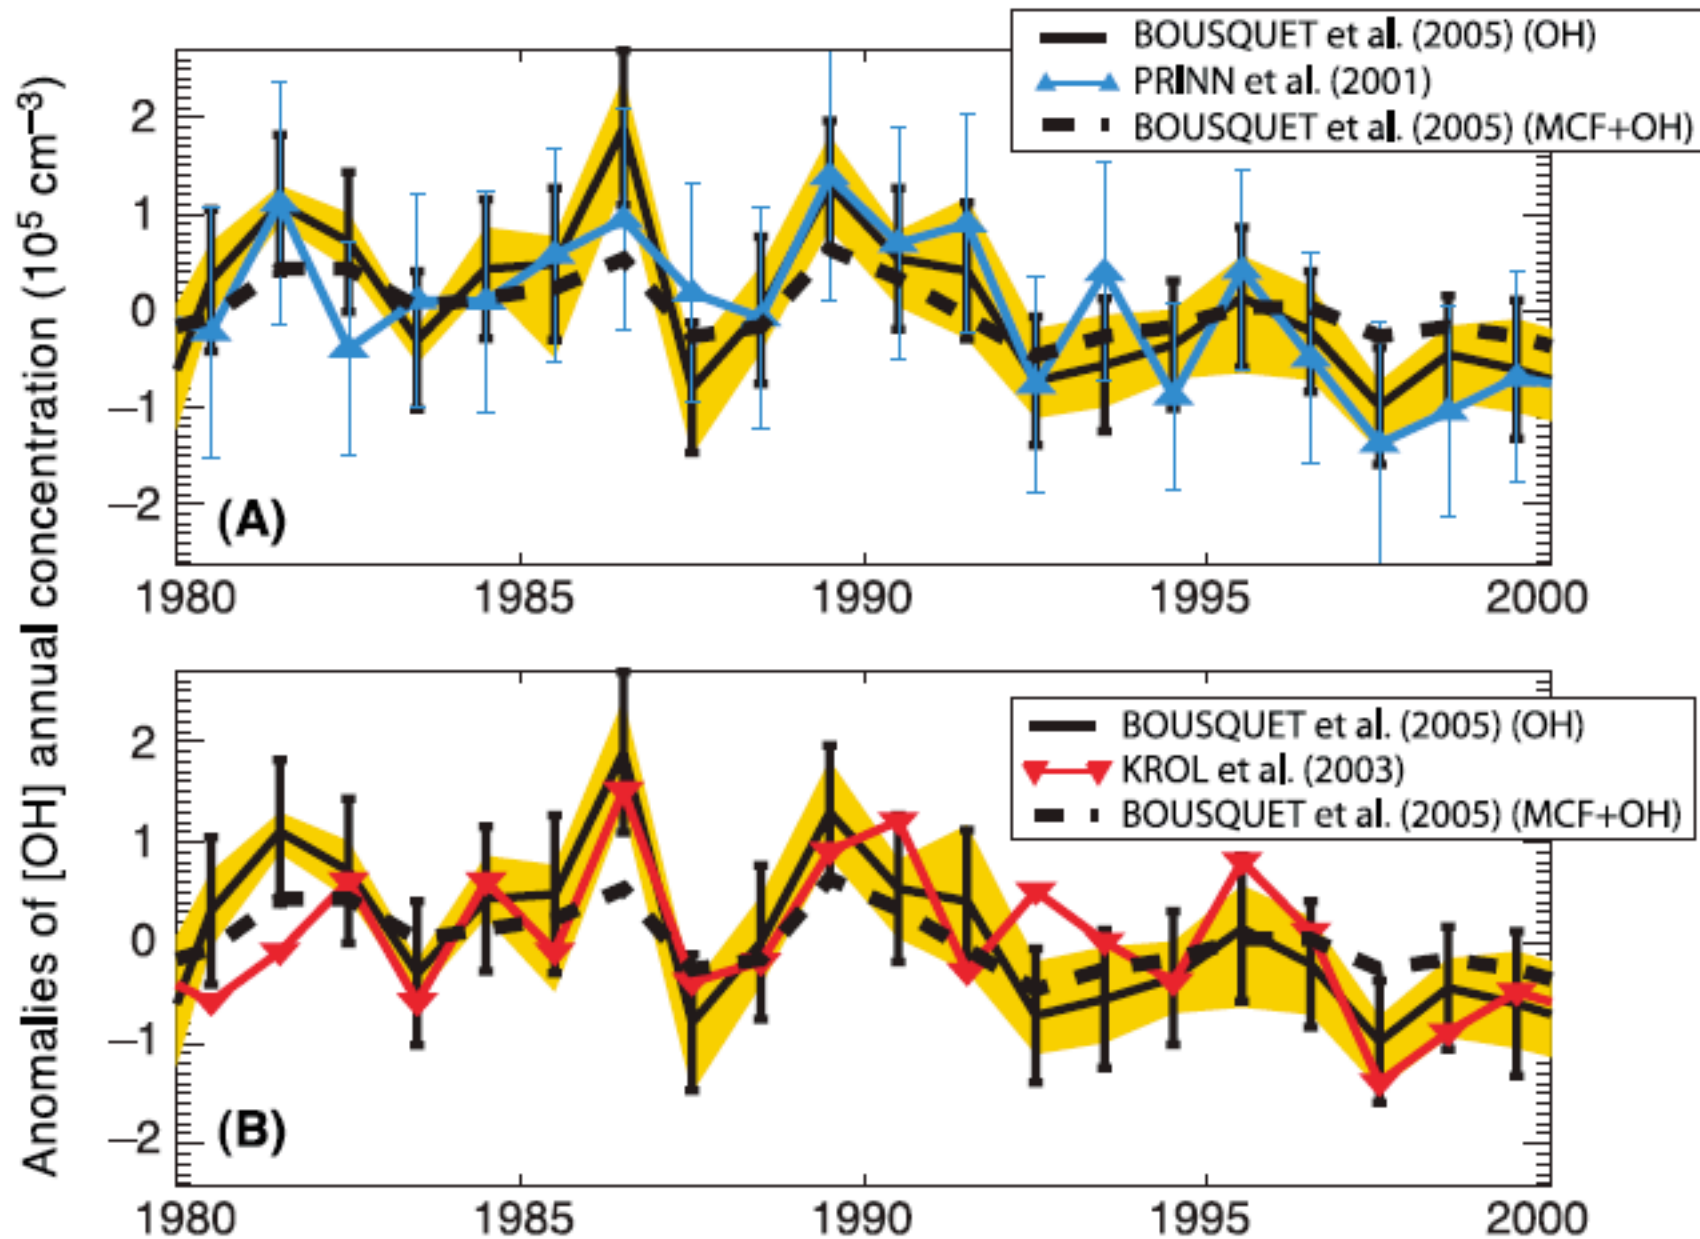 Anomalies of [OH] annual concentration (10⁵ cm⁻³)
BOUSQUET et al. (2005) (OH)
PRINN et al. (2001)
BOUSQUET et al. (2005) (MCF+OH)
2
1
0
−1
−2
(A)
1980 1985 1990 1995 2000
BOUSQUET et al. (2005) (OH)
KROL et al. (2003)
BOUSQUET et al. (2005) (MCF+OH)
2
1
0
−1
−2
(B)
1980 1985 1990 1995 2000